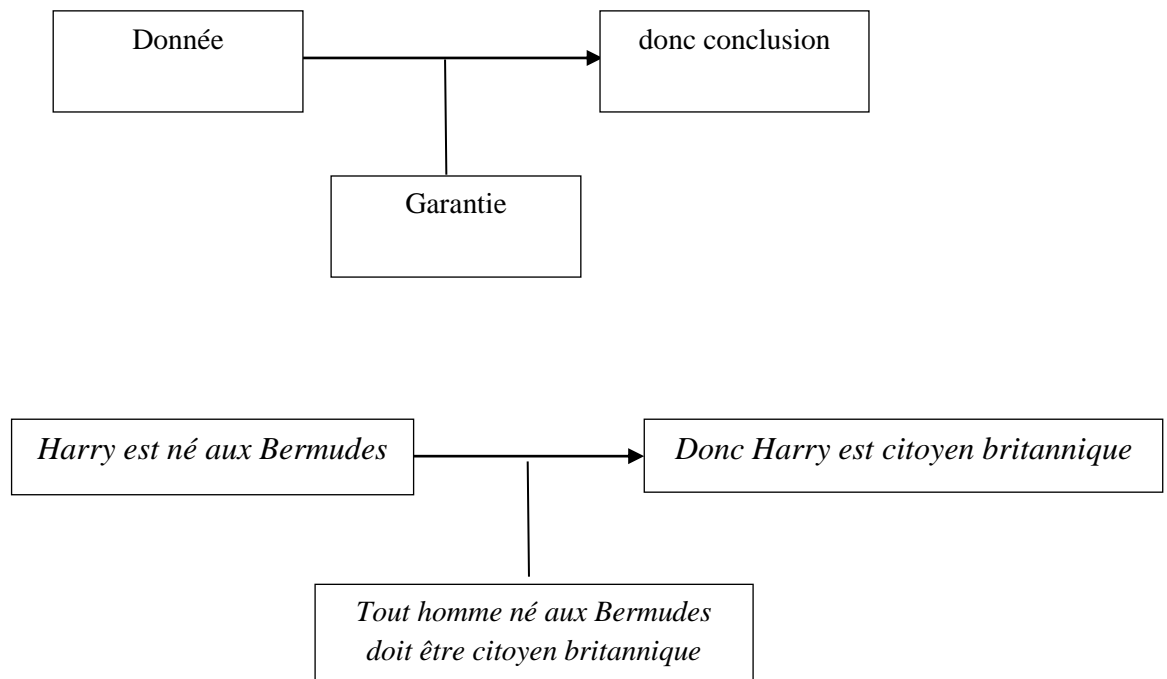 Donnée
donc conclusion
Garantie
Harry est né aux Bermudes
Donc Harry est citoyen britannique
Tout homme né aux Bermudes
doit être citoyen britannique